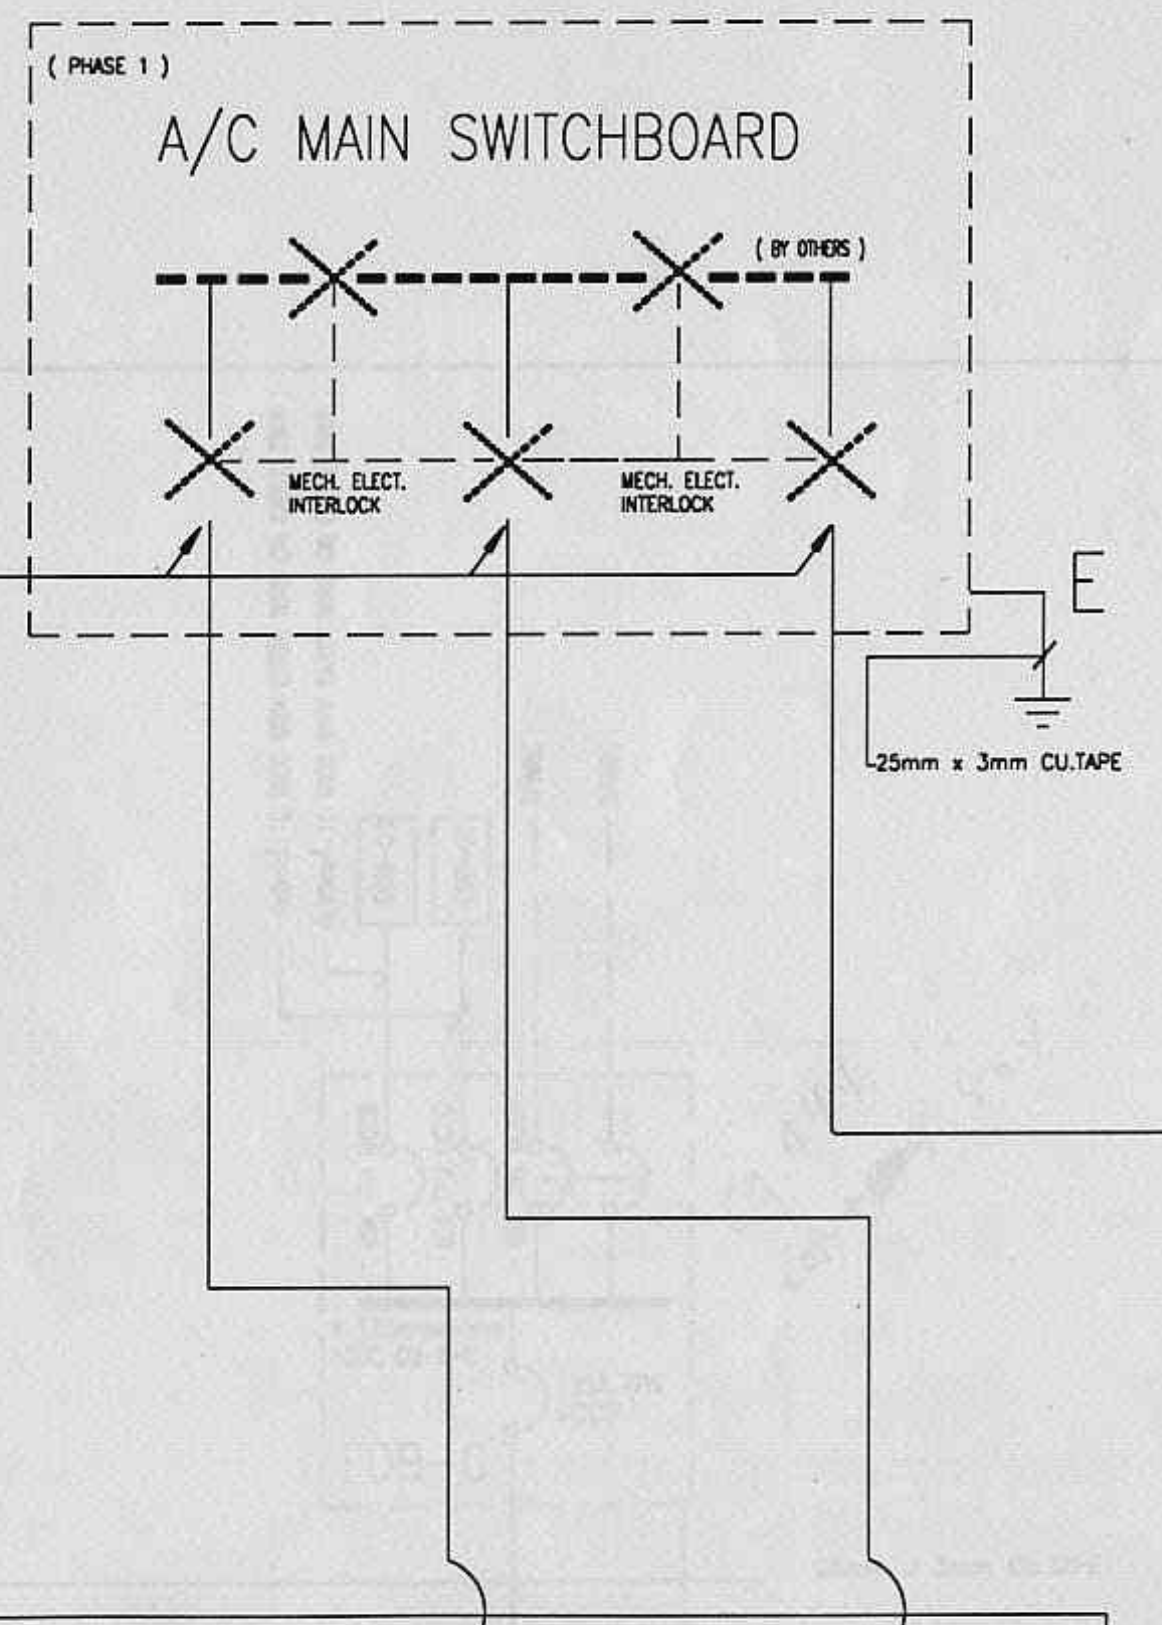 ( PHASE 1 )
A/C MAIN SWITCHBOARD
( BY OTHERS )
MECH. ELECT.
INTERLOCK
MECH. ELECT.
INTERLOCK
E
25mm x 3mm CU.TAPE